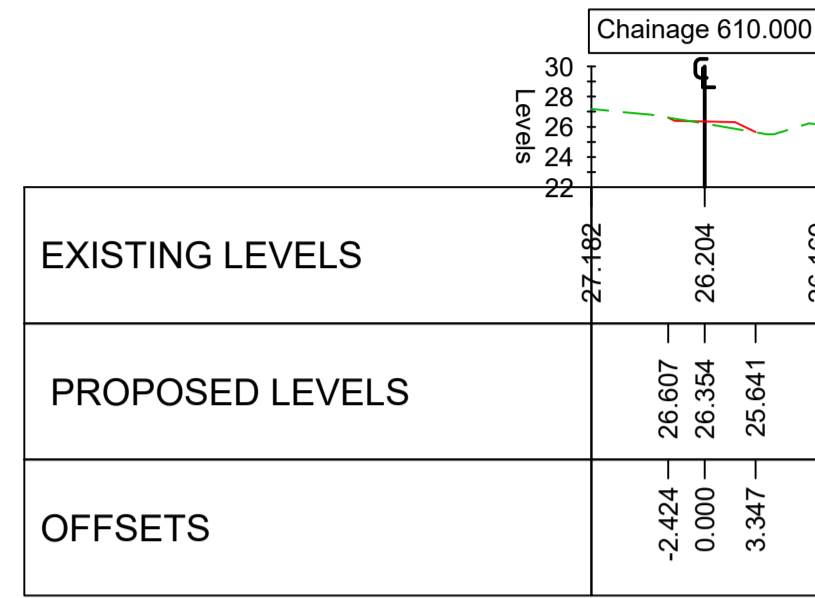 Chainage 610.000
CL
30
28
26
24
22
Levels
EXISTING LEVELS
27.182
26.204
PROPOSED LEVELS
26.607
26.354
25.641
OFFSETS
-2.424
0.000
3.347